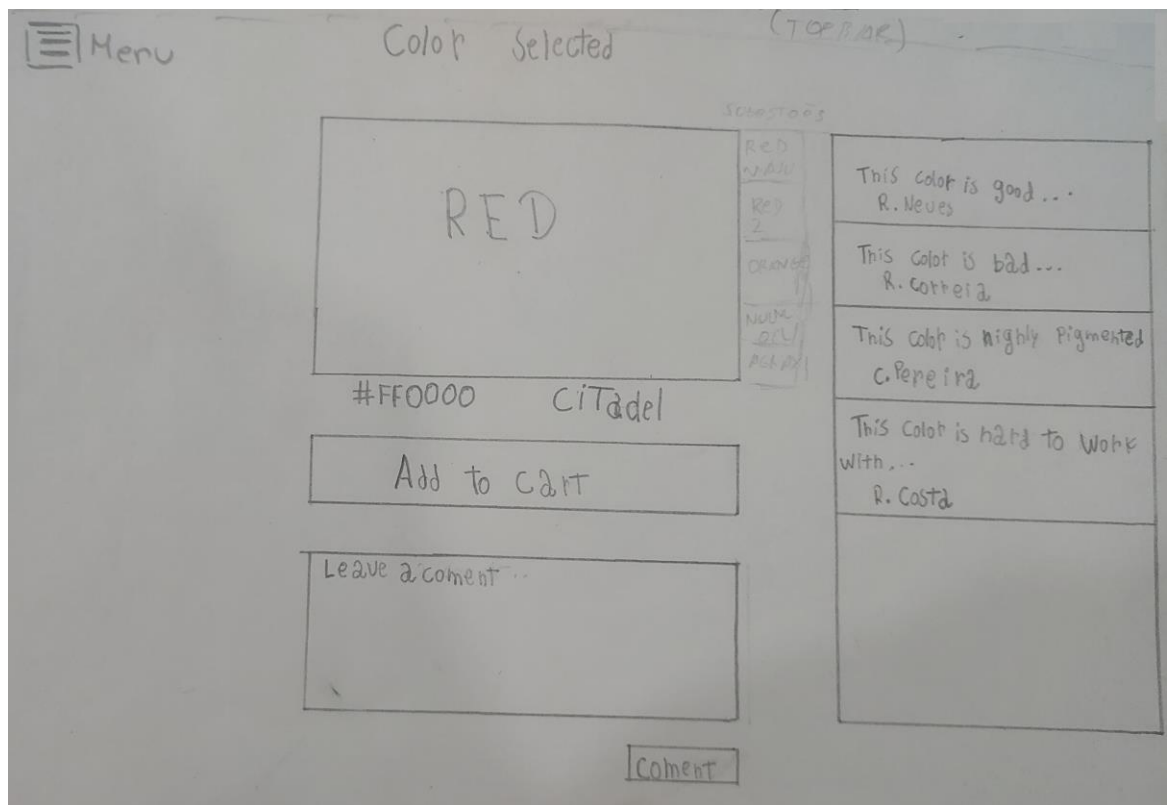 Menu
Color Selected
(TOPBAR)
RED
#FF0000 Citadel
Add to cart
Leave a coment ..
Coment
RED
RED
2
ORANGE
This color is good...
R. Neves
This color is bad...
R. Correia
This color is highly Pigmented
C. Pereira
This color is hard to work
with...
R. Costa